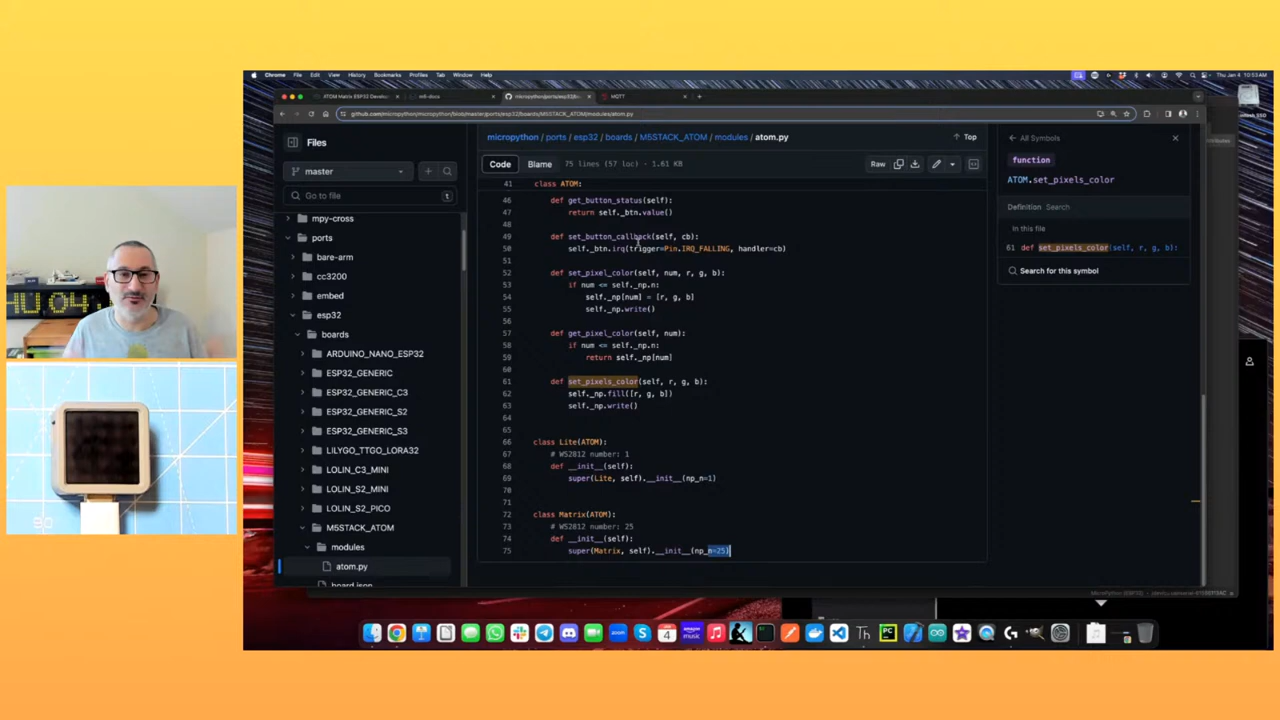 Chrome File Edit View History Bookmarks Profiles Tab Window Help
Thu Jan 4 10:53 AM
ATOM Matrix ESP32 Develo
m5-docs
micropython/ports/esp32/b
MQTT
github.com/micropython/micropython/blob/master/ports/esp32/boards/M5STACK_ATOM/modules/atom.py
Files
master
Go to file
t
mpy-cross
ports
bare-arm
cc3200
embed
esp32
boards
ARDUINO_NANO_ESP32
ESP32_GENERIC
ESP32_GENERIC_C3
ESP32_GENERIC_S2
ESP32_GENERIC_S3
LILYGO_TTGO_LORA32
LOLIN_C3_MINI
LOLIN_S2_MINI
LOLIN_S2_PICO
M5STACK_ATOM
modules
atom.py
board.json
micropython / ports / esp32 / boards / M5STACK_ATOM / modules / atom.py
Top
Code Blame 75 lines (57 loc) · 1.61 KB
Raw
41 class ATOM:
46 def get_button_status(self):
47 return self._btn.value()
48
49 def set_button_callback(self, cb):
50 self._btn.irq(trigger=Pin.IRQ_FALLING, handler=cb)
51
52 def set_pixel_color(self, num, r, g, b):
53 if num <= self._np.n:
54 self._np[num] = [r, g, b]
55 self._np.write()
56
57 def get_pixel_color(self, num):
58 if num <= self._np.n:
59 return self._np[num]
60
61 def set_pixels_color(self, r, g, b):
62 self._np.fill([r, g, b])
63 self._np.write()
64
65
66 class Lite(ATOM):
67 # WS2812 number: 1
68 def __init__(self):
69 super(Lite, self).__init__(np_n=1)
70
71
72 class Matrix(ATOM):
73 # WS2812 number: 25
74 def __init__(self):
75 super(Matrix, self).__init__(np_n=25)
All Symbols
function
ATOM.set_pixels_color
Definition Search
In this file
61 def set_pixels_color(self, r, g, b):
Search for this symbol